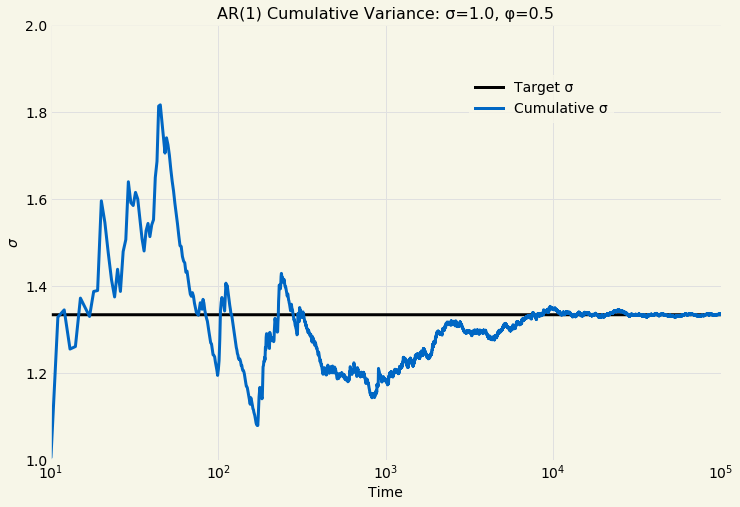 AR(1) Cumulative Variance: σ=1.0, φ=0.5
2.0
1.8
1.6
1.4
1.2
1.0
σ
Target σ
Cumulative σ
10¹
10²
10³
10⁴
10⁵
Time